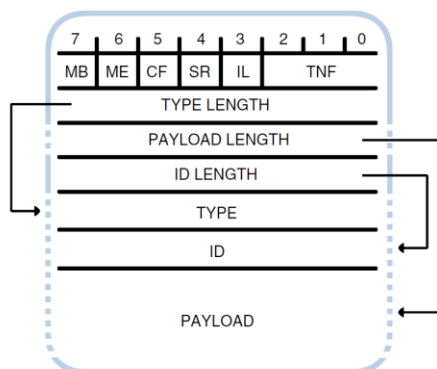 7 6 5 4 3 2 1 0
MB ME CF SR IL TNF
TYPE LENGTH
PAYLOAD LENGTH
ID LENGTH
TYPE
ID
PAYLOAD